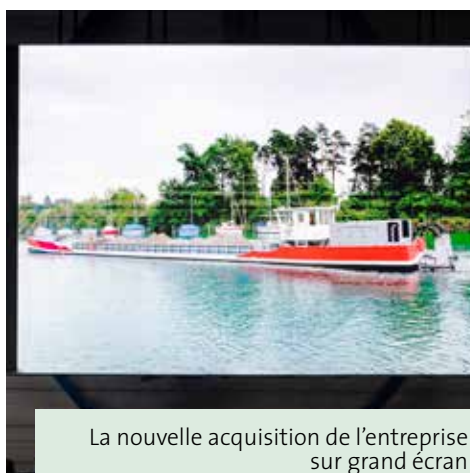 La nouvelle acquisition de l’entreprise
sur grand écran